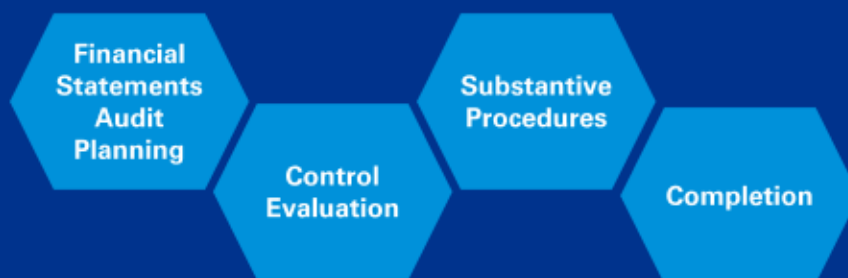 Financial
Statements
Audit
Planning
Control
Evaluation
Substantive
Procedures
Completion